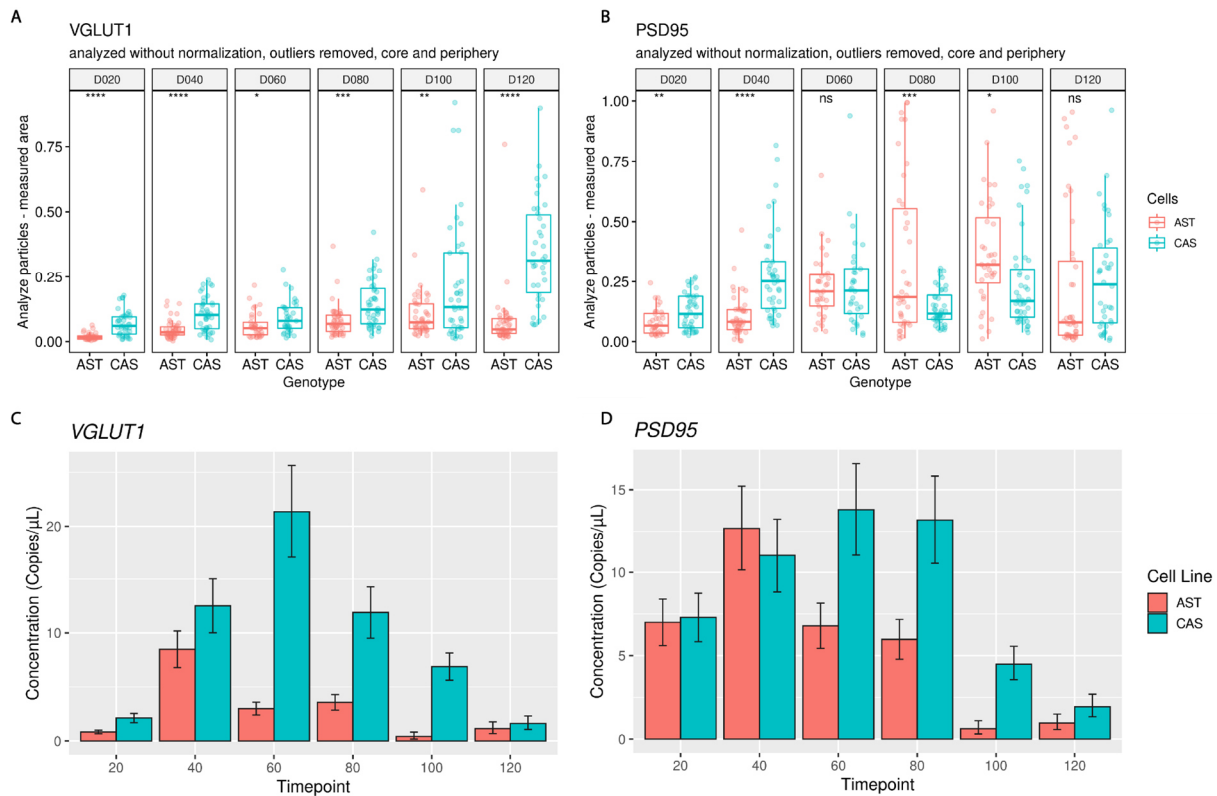 A
VGLUT1
analyzed without normalization, outliers removed, core and periphery
D020 D040 D060 D080 D100 D120
**** **** * *** ** ****
Analyze particles - measured area
0.75
0.50
0.25
0.00
AST CAS AST CAS AST CAS AST CAS AST CAS AST CAS
Genotype
B
PSD95
analyzed without normalization, outliers removed, core and periphery
D020 D040 D060 D080 D100 D120
** **** ns *** * ns
Analyze particles - measured area
1.00
0.75
0.50
0.25
0.00
AST CAS AST CAS AST CAS AST CAS AST CAS AST CAS
Genotype
Cells
AST
CAS
C
VGLUT1
Concentration (Copies/µL)
20
10
0
20 40 60 80 100 120
Timepoint
D
PSD95
Concentration (Copies/µL)
15
10
5
0
20 40 60 80 100 120
Timepoint
Cell Line
AST
CAS